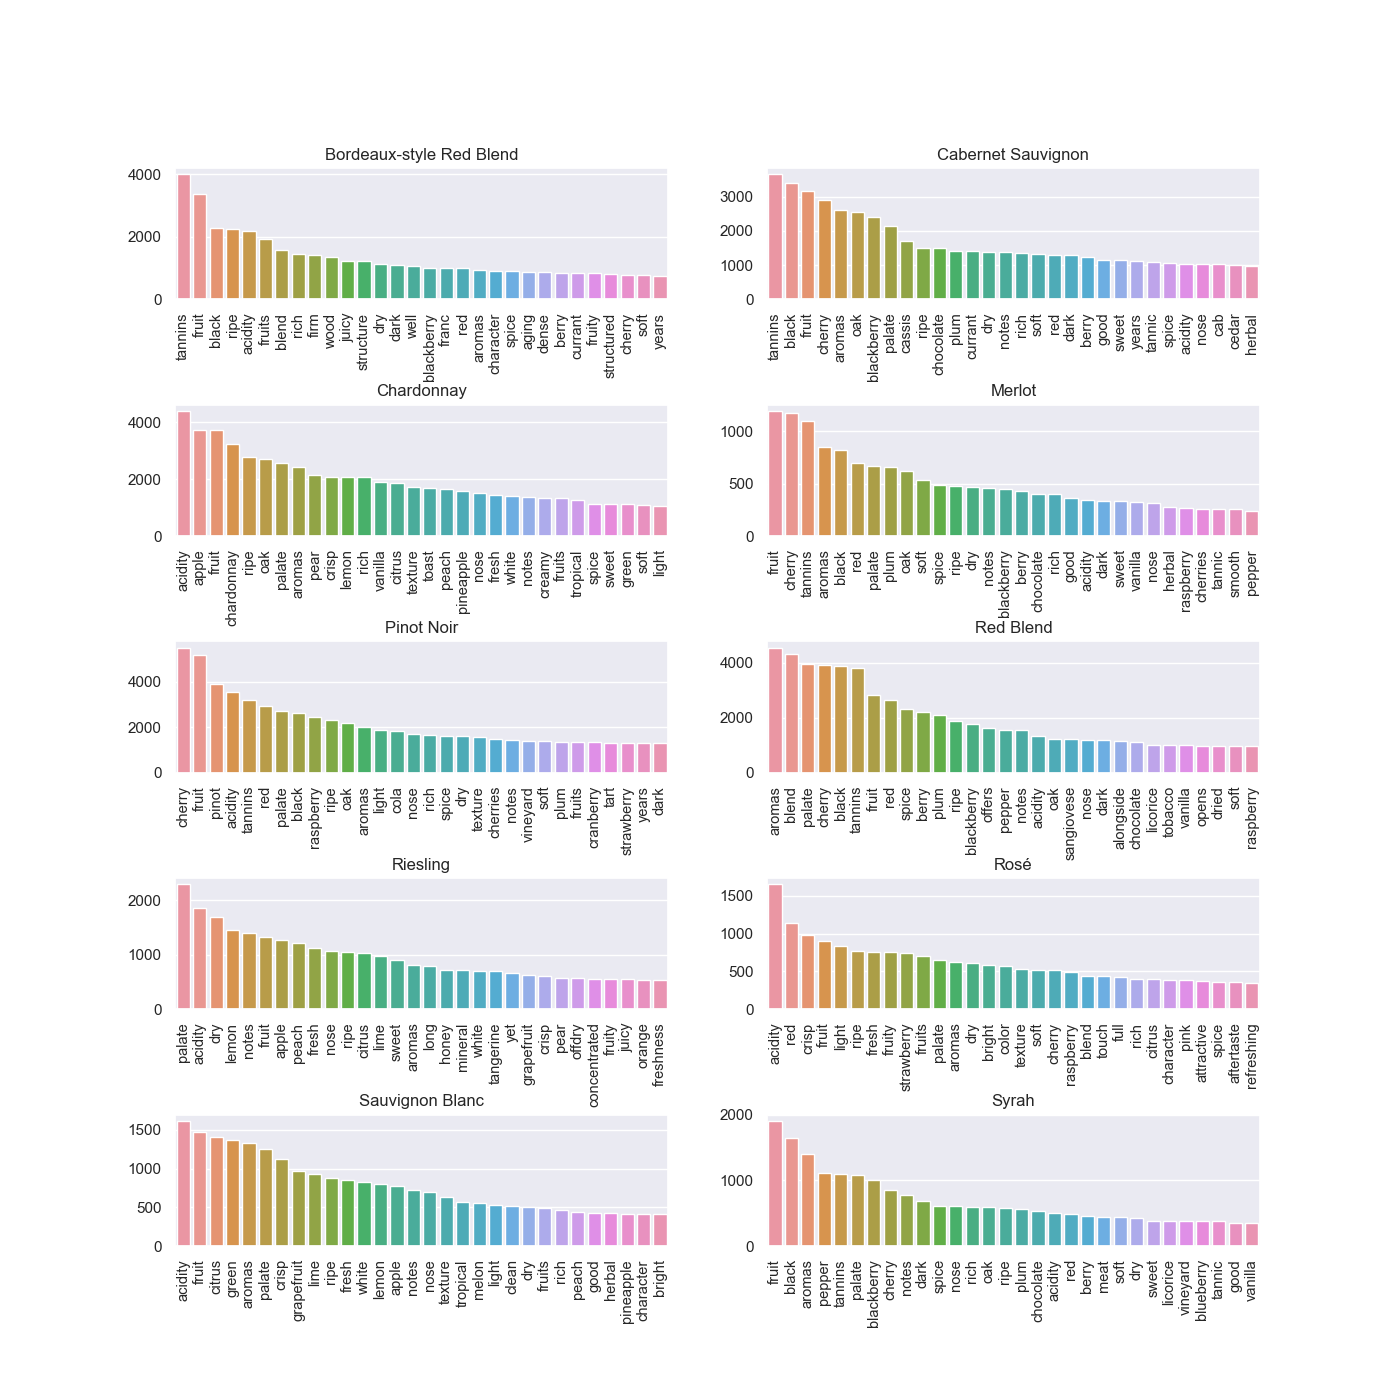 Bordeaux-style Red Blend
4000
2000
0
tannins fruit black ripe acidity fruits blend rich firm wood juicy structure dry dark well blackberry franc red aromas character spice aging dense berry currant fruity structured cherry soft years
Cabernet Sauvignon
3000
2000
1000
0
tannins black fruit cherry aromas oak blackberry palate cassis ripe chocolate plum currant dry notes rich soft red dark berry good sweet years tannic spice acidity nose cab cedar herbal
Chardonnay
4000
2000
0
acidity apple fruit chardonnay ripe oak palate aromas pear crisp lemon rich vanilla citrus texture toast peach pineapple nose fresh white notes creamy fruits tropical spice sweet green soft light
Merlot
1000
500
0
fruit cherry tannins aromas black red palate plum oak soft spice ripe dry notes blackberry berry chocolate rich good acidity dark sweet vanilla nose herbal raspberry cherries tannic smooth pepper
Pinot Noir
4000
2000
0
cherry fruit pinot acidity tannins red palate black raspberry ripe oak aromas light cola nose rich spice dry texture cherries notes vineyard soft plum fruits cranberry tart strawberry years dark
Red Blend
4000
2000
0
aromas blend palate cherry black tannins fruit red spice berry plum ripe blackberry offers pepper notes acidity oak sangiovese nose dark alongside chocolate licorice tobacco vanilla opens dried soft raspberry
Riesling
2000
1000
0
palate acidity dry lemon notes fruit apple peach fresh nose ripe citrus lime sweet aromas long honey mineral white tangerine yet grapefruit crisp pear offdry concentrated fruity juicy orange freshness
Rosé
1500
1000
500
0
acidity red crisp fruit light ripe fresh fruity strawberry fruits palate aromas dry bright color texture soft cherry raspberry blend touch full rich citrus character pink attractive spice aftertaste refreshing
Sauvignon Blanc
1500
1000
500
0
acidity fruit citrus green aromas palate crisp grapefruit lime ripe fresh white lemon apple notes nose texture tropical melon light clean dry fruits rich peach good herbal pineapple character bright
Syrah
2000
1000
0
fruit black aromas pepper tannins palate blackberry cherry notes dark spice nose rich oak ripe plum chocolate acidity red berry meat soft dry sweet licorice vineyard blueberry tannic good vanilla